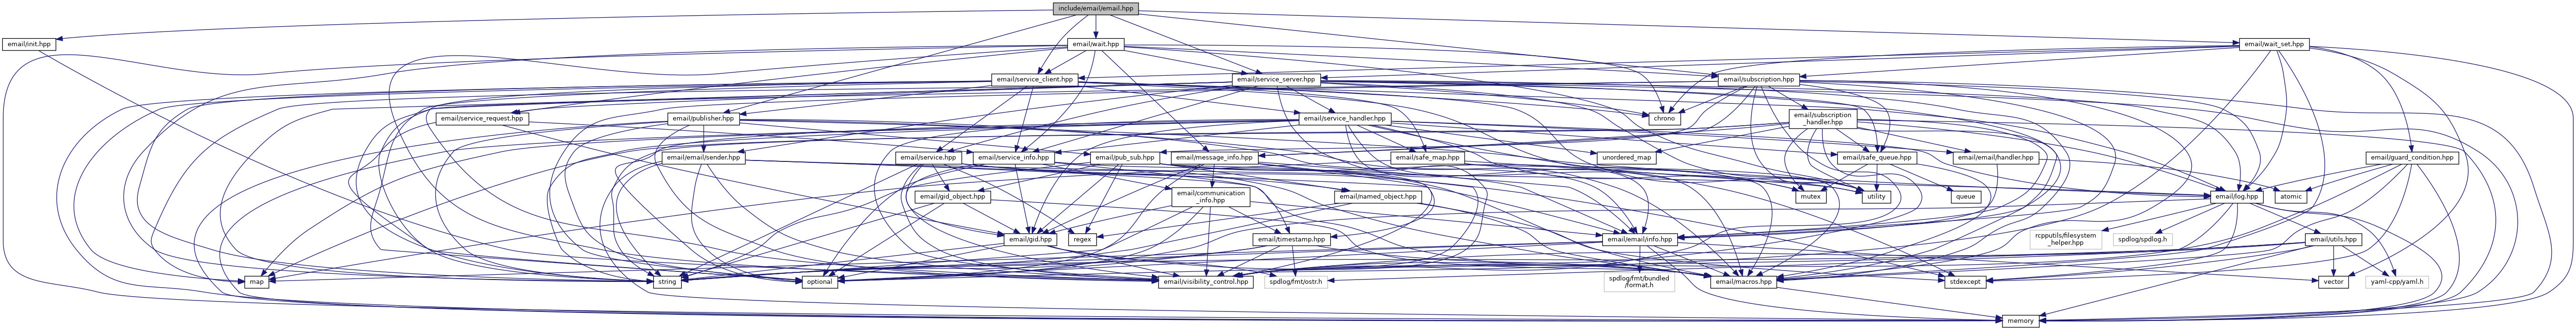 include/email/email.hpp
email/init.hpp
email/wait.hpp
email/wait_set.hpp
email/service_client.hpp
email/service_server.hpp
email/subscription.hpp
email/service_request.hpp
email/publisher.hpp
email/service_handler.hpp
chrono
email/subscription
_handler.hpp
email/email/sender.hpp
email/service.hpp
email/service_info.hpp
email/pub_sub.hpp
email/message_info.hpp
email/safe_map.hpp
unordered_map
email/safe_queue.hpp
email/email/handler.hpp
email/guard_condition.hpp
email/gid_object.hpp
email/communication
_info.hpp
email/named_object.hpp
mutex
utility
queue
email/log.hpp
atomic
email/gid.hpp
regex
email/timestamp.hpp
email/email/info.hpp
rcpputils/filesystem
_helper.hpp
spdlog/spdlog.h
email/utils.hpp
map
string
optional
email/visibility_control.hpp
spdlog/fmt/ostr.h
spdlog/fmt/bundled
/format.h
email/macros.hpp
stdexcept
vector
yaml-cpp/yaml.h
memory